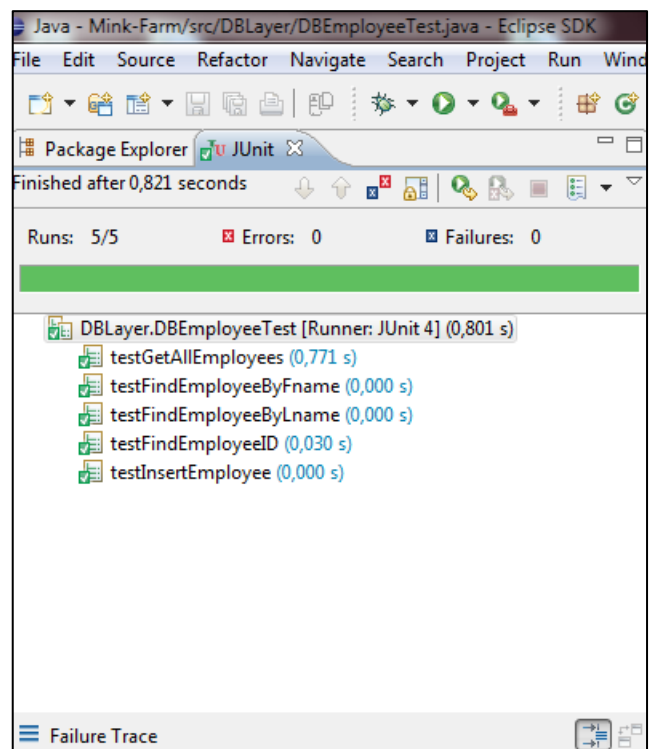 Java - Mink-Farm/src/DBLayer/DBEmployeeTest.java - Eclipse SDK
File Edit Source Refactor Navigate Search Project Run Wind
Package Explorer JUnit
Finished after 0,821 seconds
Runs: 5/5 Errors: 0 Failures: 0
DBLayer.DBEmployeeTest [Runner: JUnit 4] (0,801 s)
testGetAllEmployees (0,771 s)
testFindEmployeeByFname (0,000 s)
testFindEmployeeByLname (0,000 s)
testFindEmployeeID (0,030 s)
testInsertEmployee (0,000 s)
Failure Trace